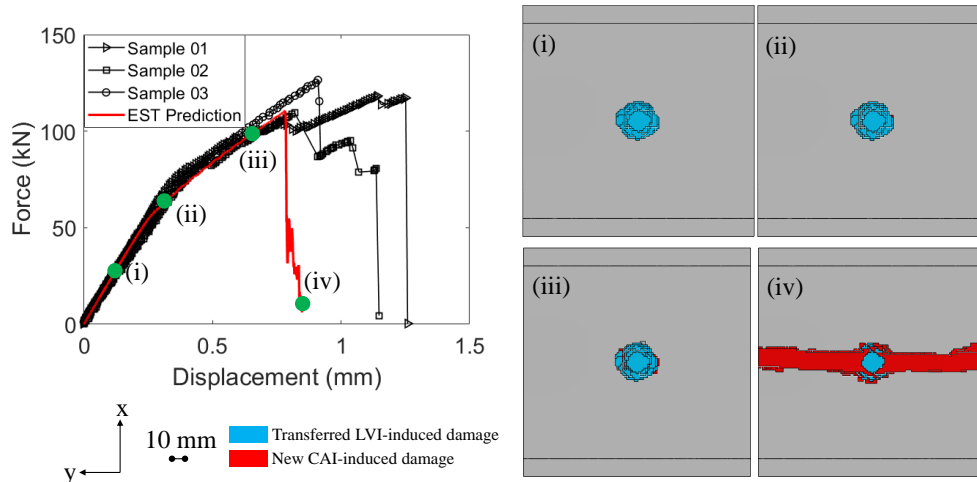 150
100
50
0
0
0.5
1
1.5
Force (kN)
Displacement (mm)
Sample 01
Sample 02
Sample 03
EST Prediction
(i)
(ii)
(iii)
(iv)
x
y
10 mm
Transferred LVI-induced damage
New CAI-induced damage
(i)
(ii)
(iii)
(iv)